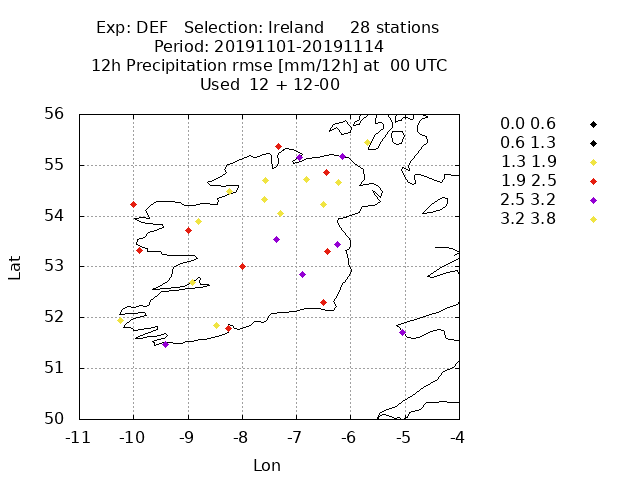 Exp: DEF   Selection: Ireland     28 stations
Period: 20191101-20191114
12h Precipitation rmse [mm/12h] at  00 UTC
Used  12 + 12-00
56
55
54
53
52
51
50
-11 -10 -9 -8 -7 -6 -5 -4
Lat
Lon
0.0 0.6
0.6 1.3
1.3 1.9
1.9 2.5
2.5 3.2
3.2 3.8